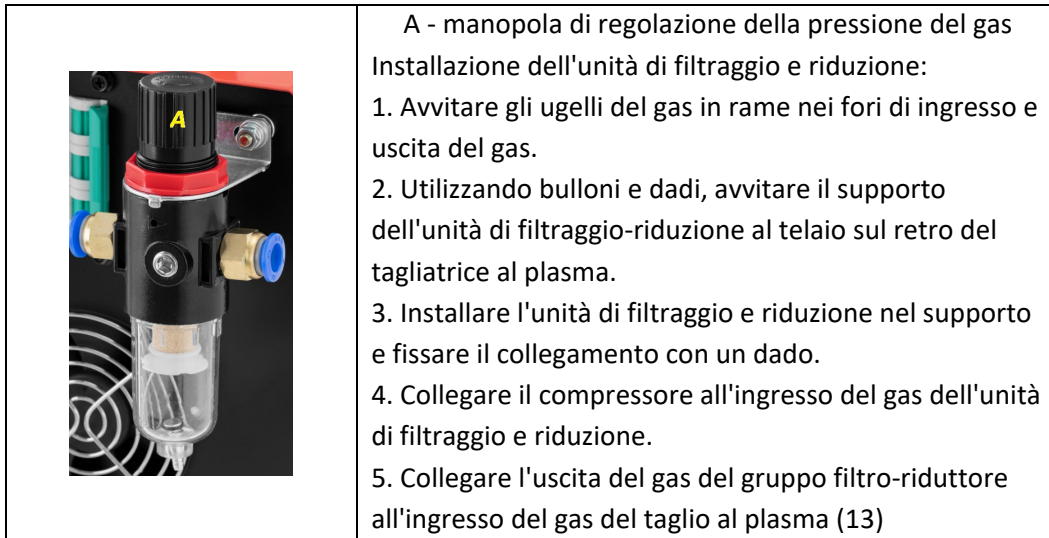 A
A - manopola di regolazione della pressione del gas
Installazione dell'unità di filtraggio e riduzione:
1. Avvitare gli ugelli del gas in rame nei fori di ingresso e
uscita del gas.
2. Utilizzando bulloni e dadi, avvitare il supporto
dell'unità di filtraggio-riduzione al telaio sul retro del
tagliatrice al plasma.
3. Installare l'unità di filtraggio e riduzione nel supporto
e fissare il collegamento con un dado.
4. Collegare il compressore all'ingresso del gas dell'unità
di filtraggio e riduzione.
5. Collegare l'uscita del gas del gruppo filtro-riduttore
all'ingresso del gas del taglio al plasma (13)